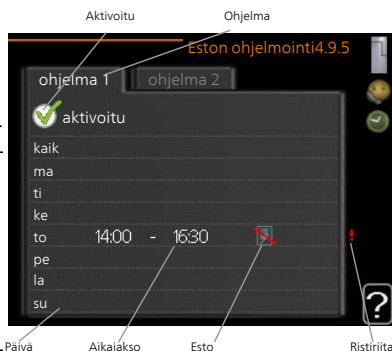 Aktivoitu Ohjelma
Eston ohjelmointi4.9.5
ohjelma 1 ohjelma 2
aktivoitu
kaik
ma
ti
ke
to 14:00 - 16:30 !
pe
la
su
?
Päivä Aikajakso Esto Ristiriita